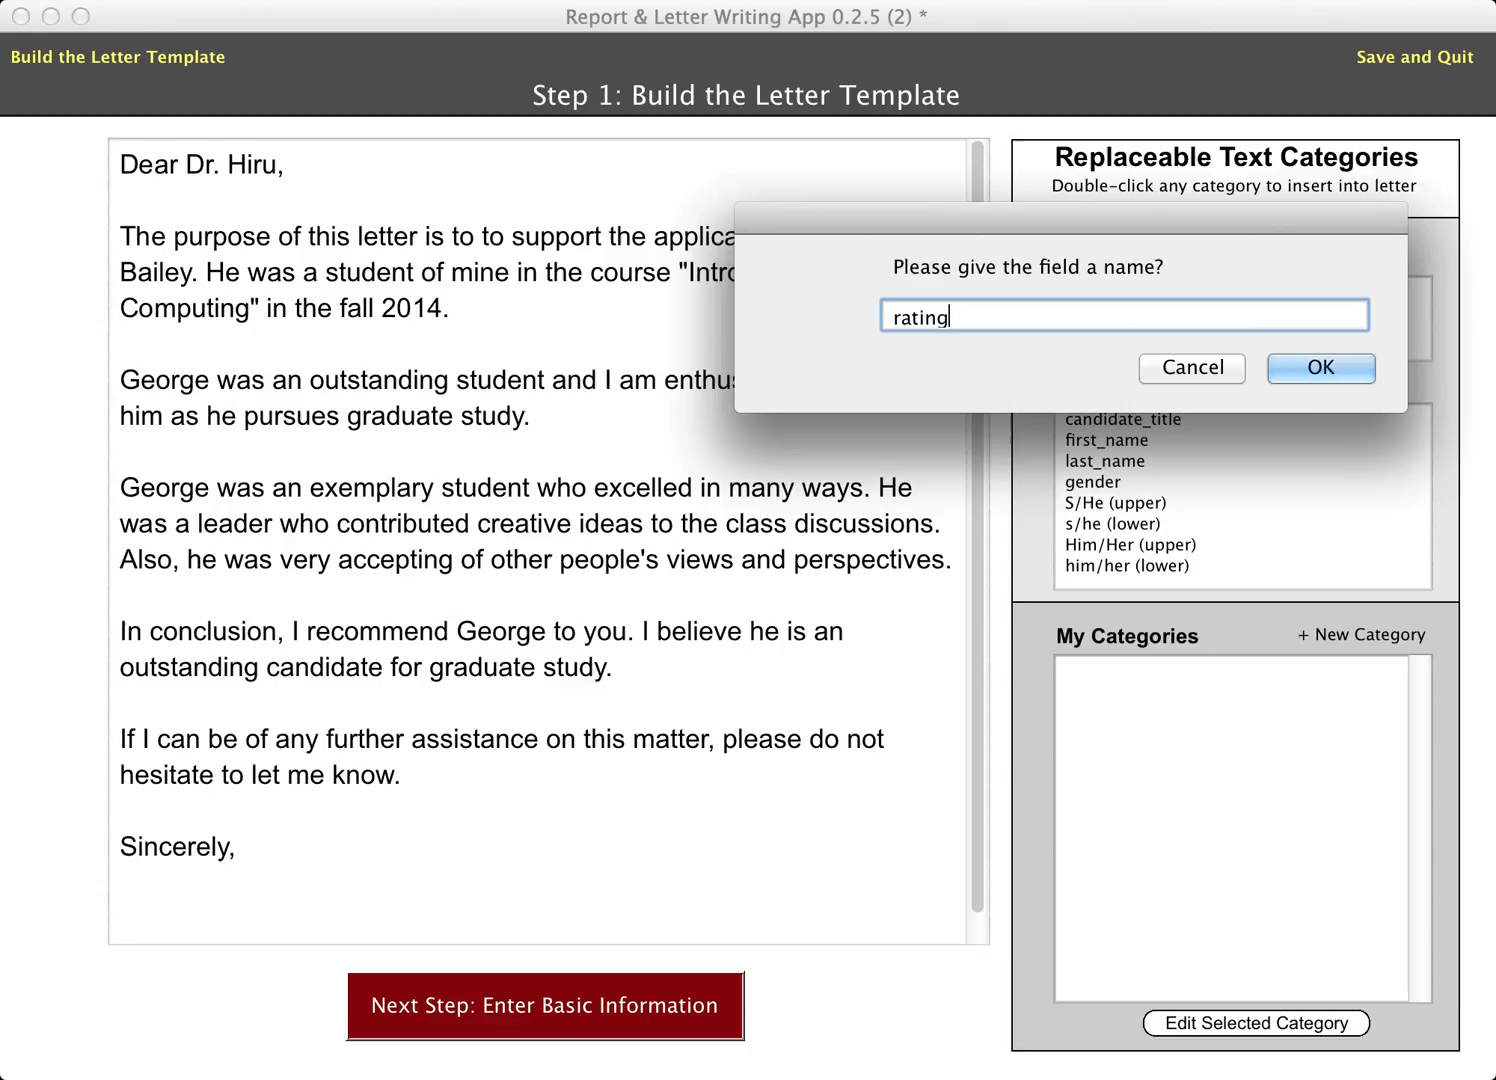 Report & Letter Writing App 0.2.5 (2) *
Build the Letter Template
Save and Quit
Step 1: Build the Letter Template
Dear Dr. Hiru,
The purpose of this letter is to to support the applica
Bailey. He was a student of mine in the course "Intro
Computing" in the fall 2014.
George was an outstanding student and I am enthus
him as he pursues graduate study.
George was an exemplary student who excelled in many ways. He
was a leader who contributed creative ideas to the class discussions.
Also, he was very accepting of other people's views and perspectives.
In conclusion, I recommend George to you. I believe he is an
outstanding candidate for graduate study.
If I can be of any further assistance on this matter, please do not
hesitate to let me know.
Sincerely,
Next Step: Enter Basic Information
Replaceable Text Categories
Double-click any category to insert into letter
Please give the field a name?
rating
Cancel
OK
candidate_title
first_name
last_name
gender
S/He (upper)
s/he (lower)
Him/Her (upper)
him/her (lower)
My Categories
+ New Category
Edit Selected Category